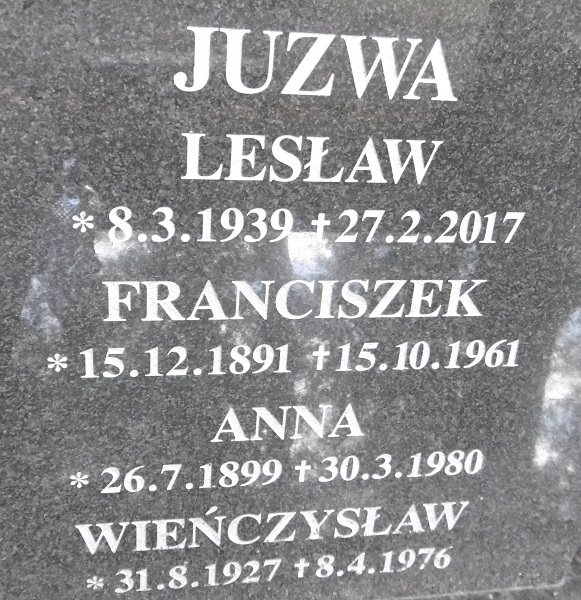 JUZWA
LESŁAW
* 8.3.1939 †27.2.2017
FRANCISZEK
* 15.12.1891 †15.10.1961
ANNA
* 26.7.1899 †30.3.1980
WIEŃCZYSŁAW
* 31.8.1927 †8.4.1976